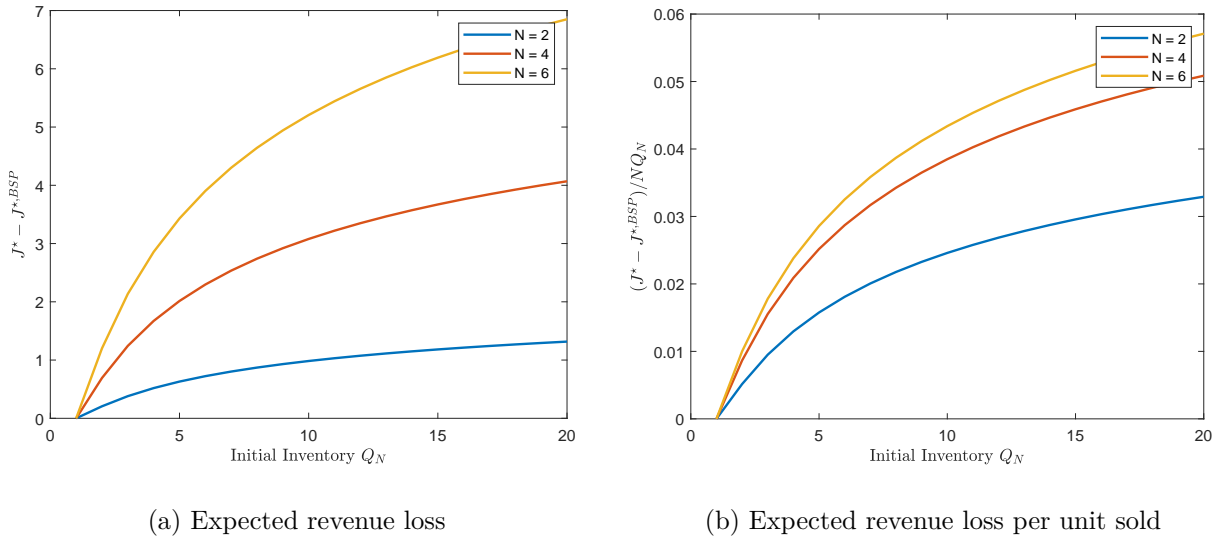 7
6
5
4
3
2
1
0
J* − J*,BSP
N = 2
N = 4
N = 6
0 5 10 15 20
Initial Inventory Q_N
(a) Expected revenue loss
0.06
0.05
0.04
0.03
0.02
0.01
0
(J* − J*,BSP)/NQ_N
N = 2
N = 4
N = 6
0 5 10 15 20
Initial Inventory Q_N
(b) Expected revenue loss per unit sold